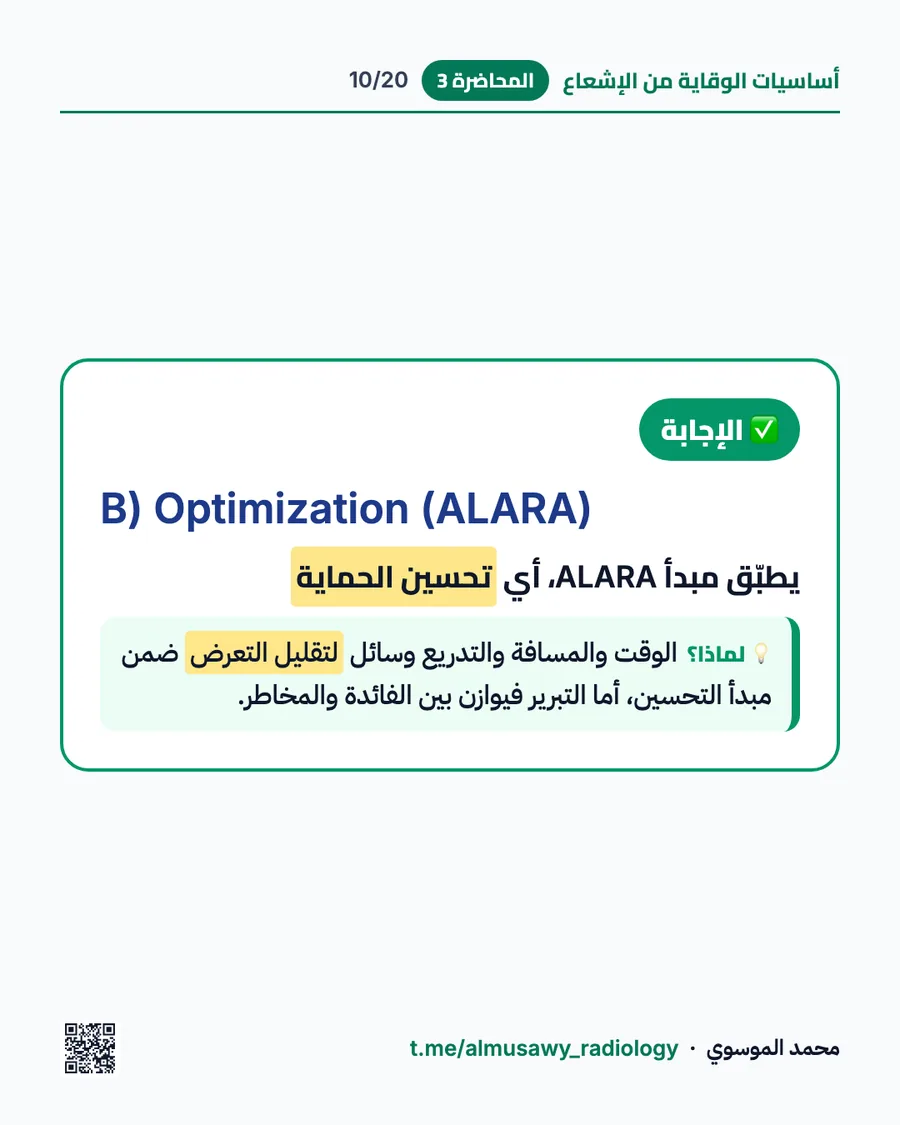 أساسيات الوقاية من الإشعاع المحاضرة 3 10/20
✅ الإجابة
B) Optimization (ALARA)
يطبّق مبدأ ALARA، أي تحسين الحماية
💡 لماذا؟ الوقت والمسافة والتدريع وسائل لتقليل التعرض ضمن
مبدأ التحسين، أما التبرير فيوازن بين الفائدة والمخاطر.
محمد الموسوي · t.me/almusawy_radiology